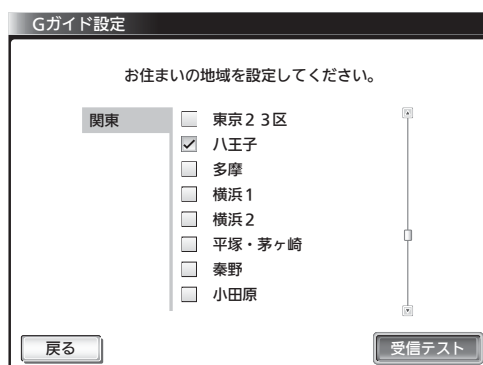 Gガイド設定
お住まいの地域を設定してください。
関東
東京23区
八王子
多摩
横浜1
横浜2
平塚・茅ヶ崎
秦野
小田原
戻る
受信テスト